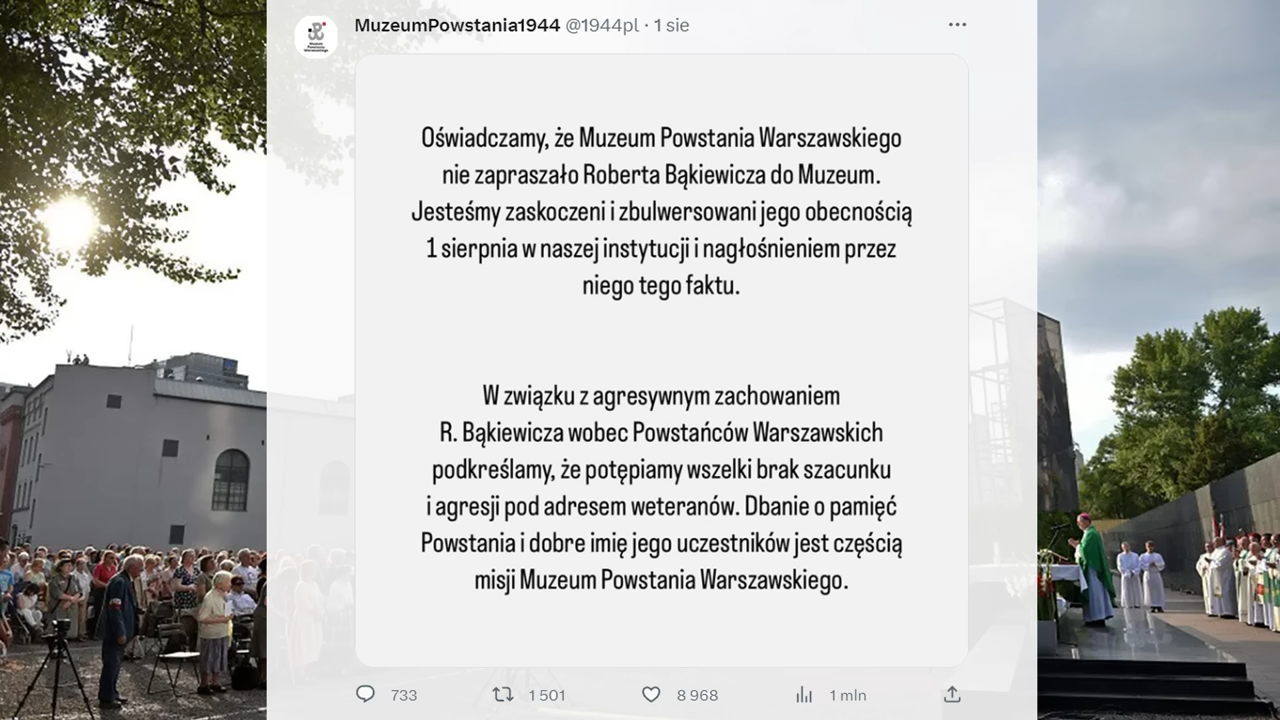 MuzeumPowstania1944 @1944pl · 1 sie
Oświadczamy, że Muzeum Powstania Warszawskiego
nie zapraszało Roberta Bąkiewicza do Muzeum.
Jesteśmy zaskoczeni i zbulwersowani jego obecnością
1 sierpnia w naszej instytucji i nagłośnieniem przez
niego tego faktu.
W związku z agresywnym zachowaniem
R. Bąkiewicza wobec Powstańców Warszawskich
podkreślamy, że potępiamy wszelki brak szacunku
i agresji pod adresem weteranów. Dbanie o pamięć
Powstania i dobre imię jego uczestników jest częścią
misji Muzeum Powstania Warszawskiego.
733 1 501 8 968 1 mln